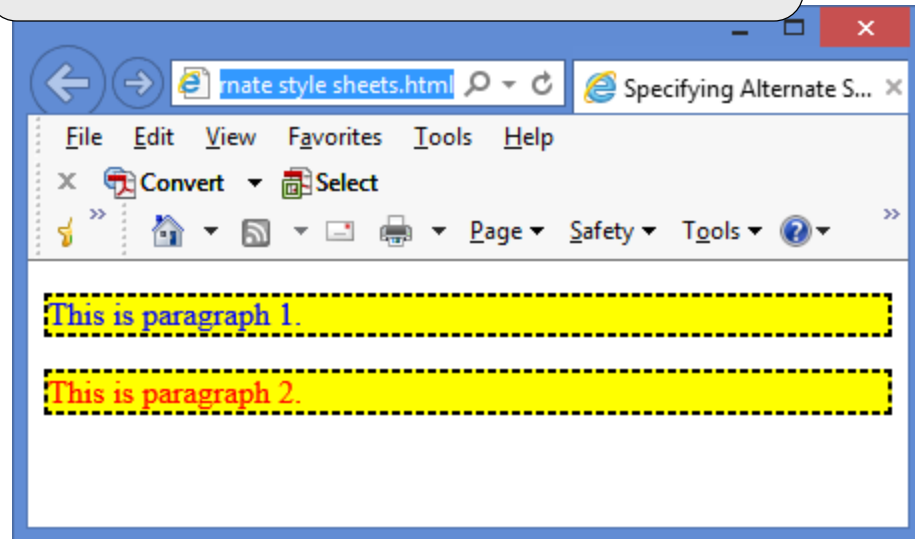 rnate style sheets.html
Specifying Alternate S...
File Edit View Favorites Tools Help
x Convert Select
Page Safety Tools
This is paragraph 1.
This is paragraph 2.